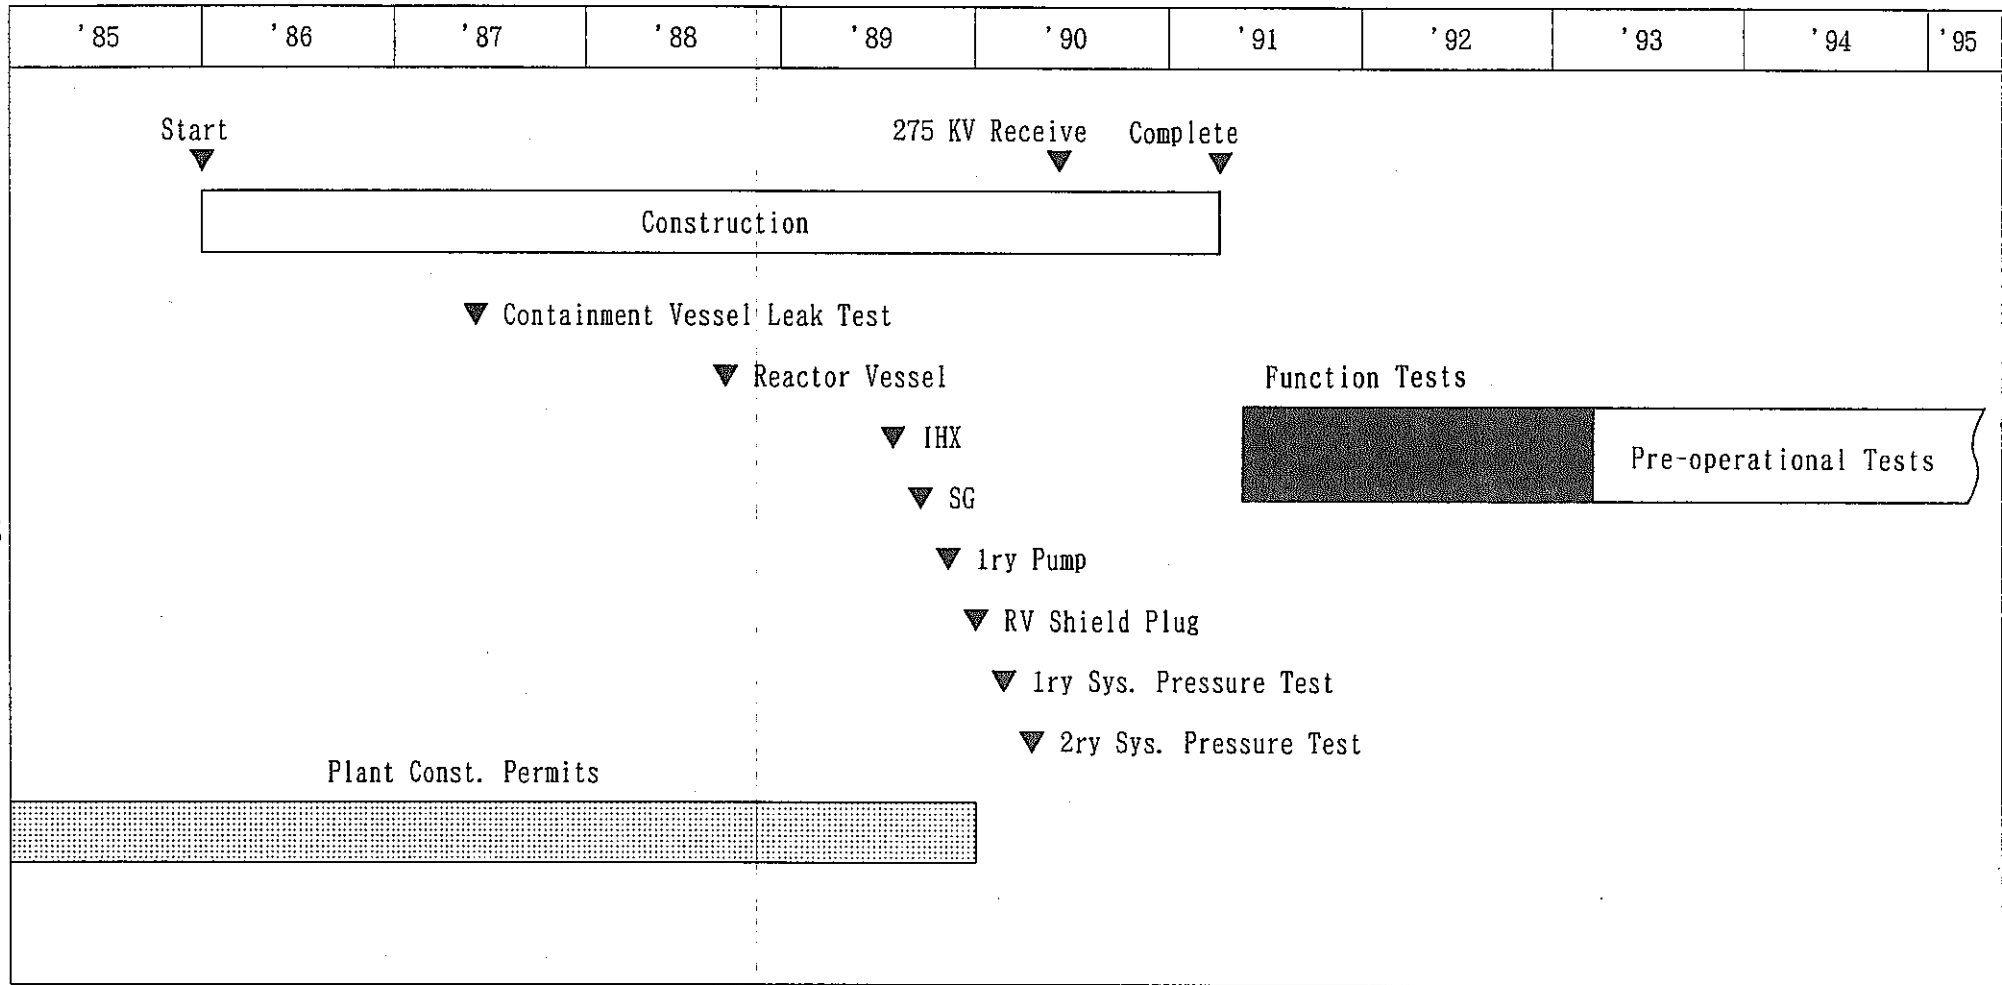 '85 '86 '87 '88 '89 '90 '91 '92 '93 '94 '95
Start
275 KV Receive
Complete
Construction
Containment Vessel Leak Test
Reactor Vessel
Function Tests
IHX
Pre-operational Tests
SG
1ry Pump
RV Shield Plug
1ry Sys. Pressure Test
2ry Sys. Pressure Test
Plant Const. Permits